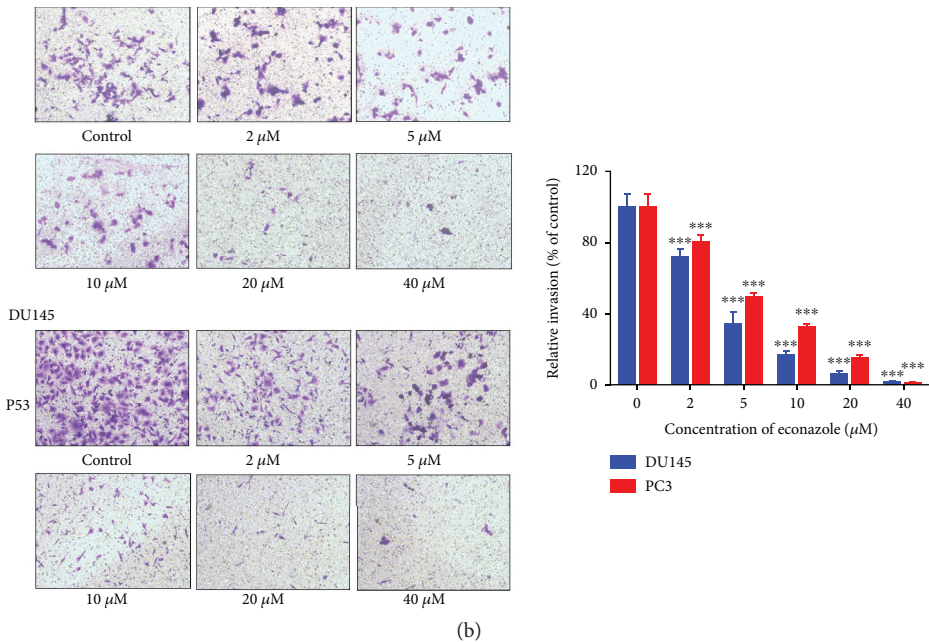 Control 2 μM 5 μM
10 μM 20 μM 40 μM
DU145
P53
Control 2 μM 5 μM
10 μM 20 μM 40 μM
Relative invasion (% of control)
120
80
40
0
*** ***
*** ***
*** ***
*** ***
*** ***
0 2 5 10 20 40
Concentration of econazole (μM)
DU145
PC3
(b)